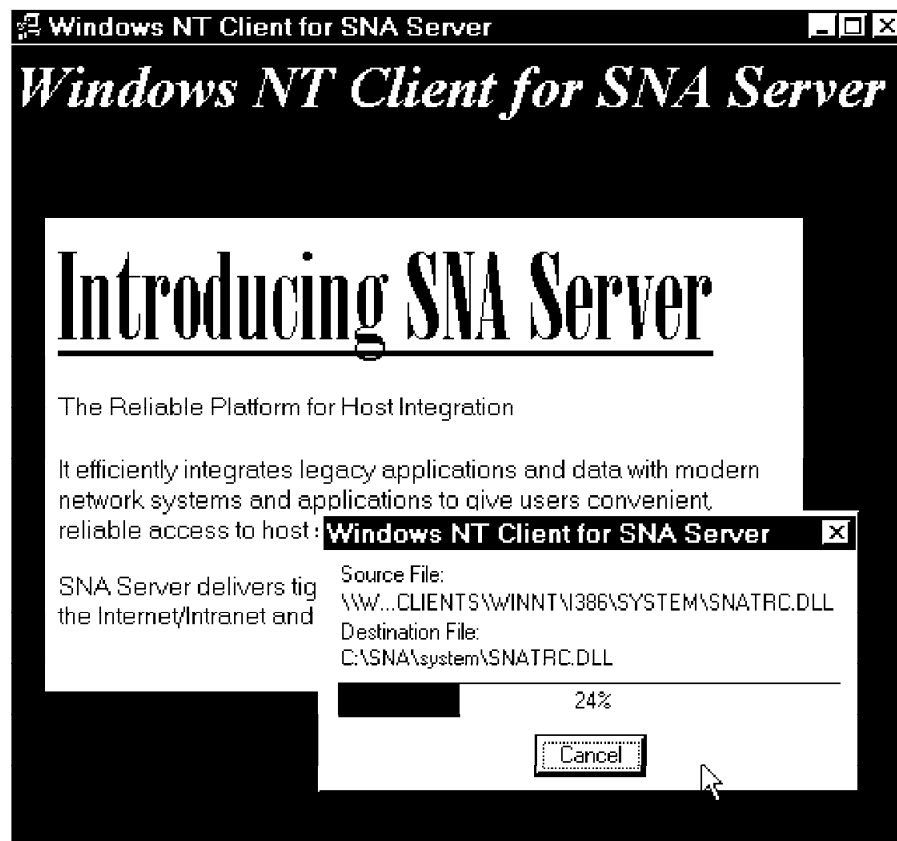 Windows NT Client for SNA Server
Windows NT Client for SNA Server
Introducing SNA Server
The Reliable Platform for Host Integration
It efficiently integrates legacy applications and data with modern
network systems and applications to give users convenient,
reliable access to host
SNA Server delivers tig
the Internet/Intranet and
Windows NT Client for SNA Server
Source File:
\\W...CLIENTS\WINNT\I386\SYSTEM\SNATRC.DLL
Destination File:
C:\SNA\system\SNATRC.DLL
24%
Cancel